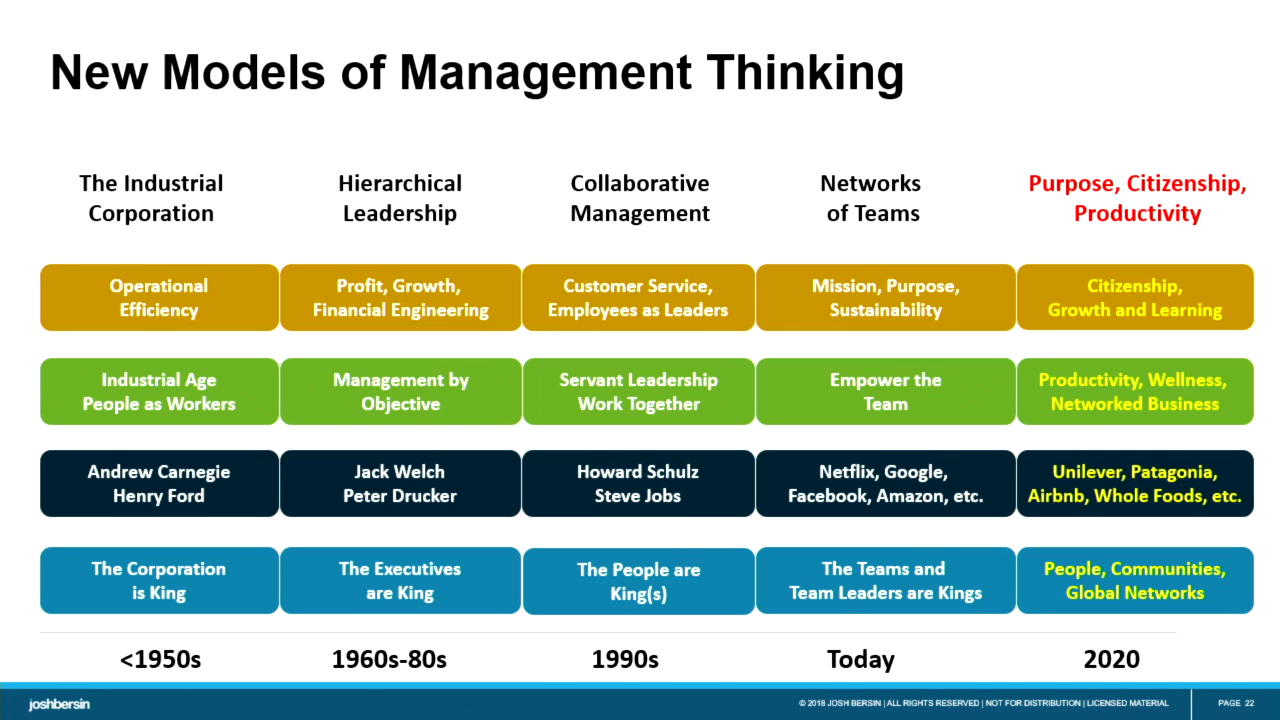 New Models of Management Thinking
The Industrial
Corporation
Hierarchical
Leadership
Collaborative
Management
Networks
of Teams
Purpose, Citizenship,
Productivity
Operational
Efficiency
Profit, Growth,
Financial Engineering
Customer Service,
Employees as Leaders
Mission, Purpose,
Sustainability
Citizenship,
Growth and Learning
Industrial Age
People as Workers
Management by
Objective
Servant Leadership
Work Together
Empower the
Team
Productivity, Wellness,
Networked Business
Andrew Carnegie
Henry Ford
Jack Welch
Peter Drucker
Howard Schulz
Steve Jobs
Netflix, Google,
Facebook, Amazon, etc.
Unilever, Patagonia,
Airbnb, Whole Foods, etc.
The Corporation
is King
The Executives
are King
The People are
King(s)
The Teams and
Team Leaders are Kings
People, Communities,
Global Networks
<1950s
1960s-80s
1990s
Today
2020
joshbersin
© 2018 JOSH BERSIN | ALL RIGHTS RESERVED | NOT FOR DISTRIBUTION | LICENSED MATERIAL
PAGE 22